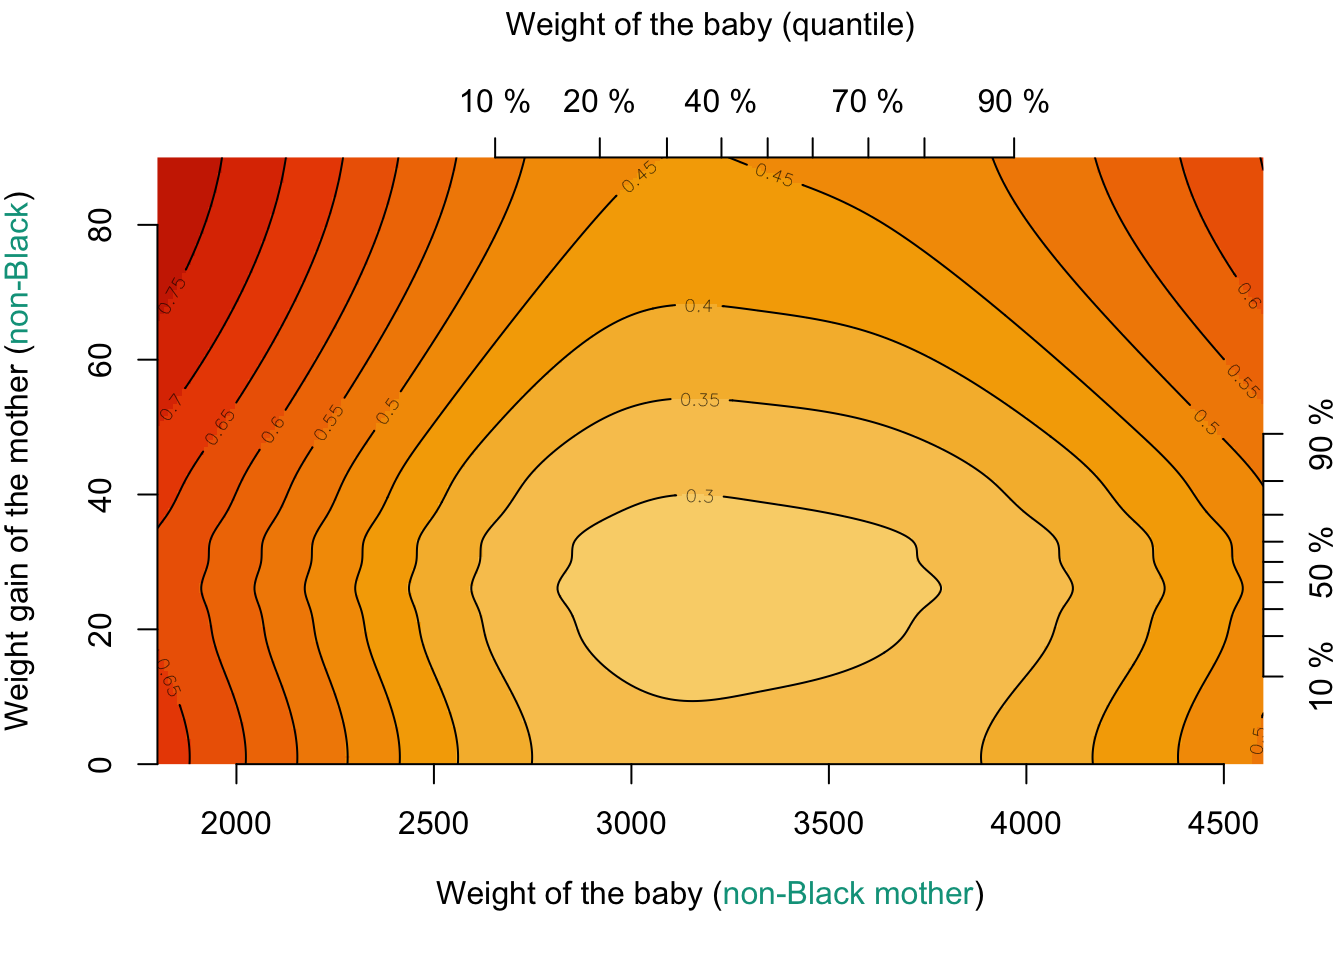 Weight of the baby (quantile)
10 % 20 % 40 % 70 % 90 %
Weight gain of the mother (non-Black)
0 20 40 60 80
0.45 0.45
0.75 0.7 0.65 0.6 0.55 0.5
0.4
0.35
0.3
0.6
0.55
0.5
0.65
0.5
10 % 50 % 90 %
2000 2500 3000 3500 4000 4500
Weight of the baby (non-Black mother)